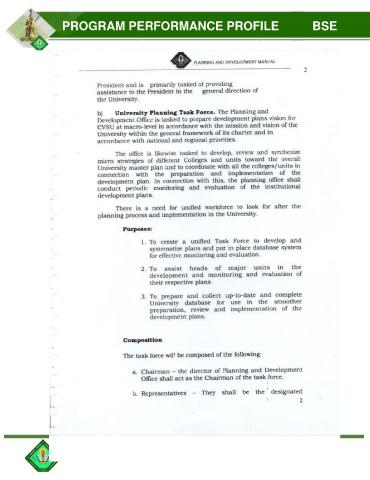 PROGRAM PERFORMANCE PROFILE BSE
PLANNING AND DEVELOPMENT MANUAL
2
President and is primarily tasked of providing
assistance to the President in the general direction of
the University.
b) University Planning Task Force. The Planning and
Development Office is tasked to prepare development plans vision for
CVSU at macro-level in accordance with the mission and vision of the
University within the general framework of its charter and in
accordance with national and regional priorities.
The office is likewise tasked to develop, review and synthesize
micro strategies of different Colleges and units toward the overall
University master plan and to coordinate with all the colleges/units in
connection with the preparation and implementation of the
development plan. In connection with this, the planning office shall
conduct periodic monitoring and evaluation of the institutional
development plans.
There is a need for unified workforce to look for after the
planning process and implementation in the University.
Purposes:
1. To create a unified Task Force to develop and
systematize plans and put in place database system
for effective monitoring and evaluation.
2. To assist heads of major units in the
development and monitoring and evaluation of
their respective plans
3. To prepare and collect up-to-date and complete
University database for use in the smoother
preparation, review and implementation of the
development plans.
Composition
The task force will be composed of the following:
a. Chairman – the director of Planning and Development
Office shall act as the Chairman of the task force.
b. Representatives – They shall be the designated
2